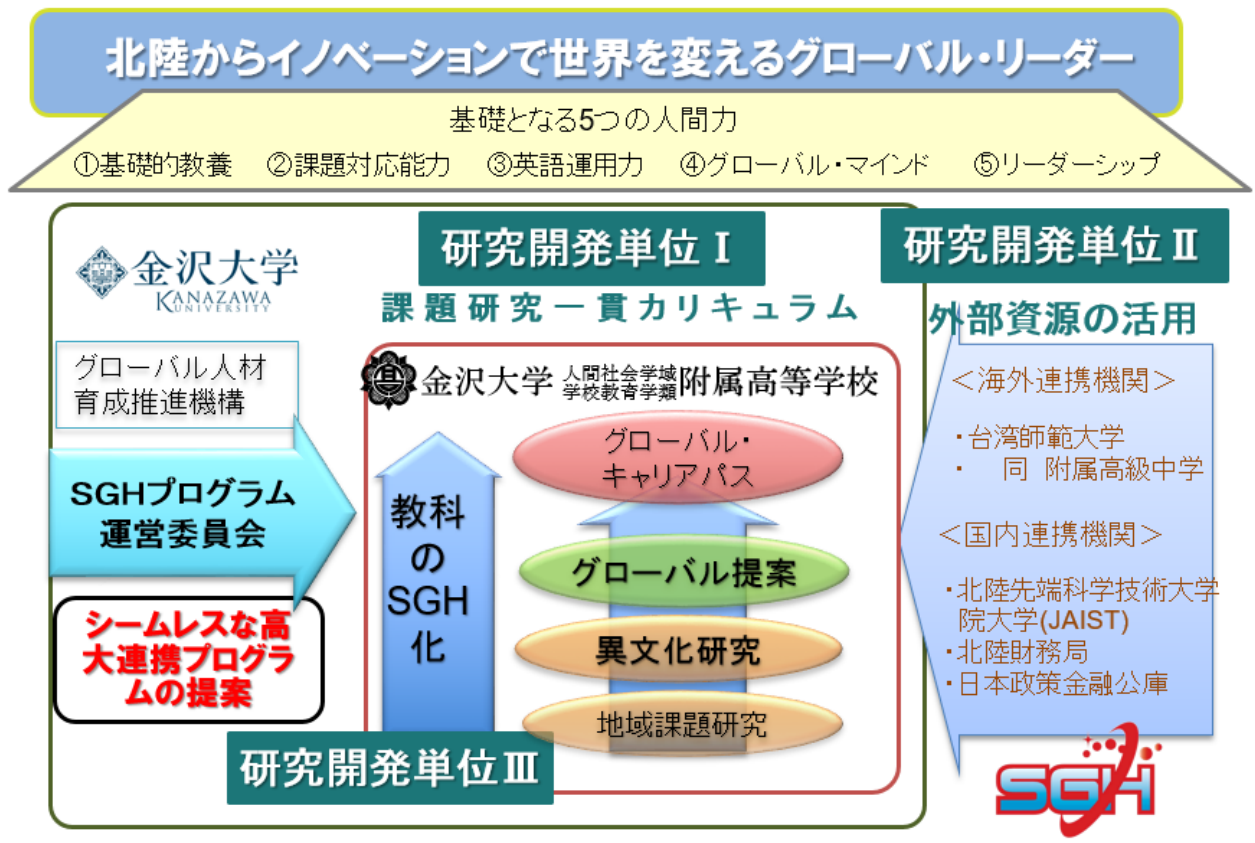 北陸からイノベーションで世界を変えるグローバル・リーダー
基礎となる5つの人間力
①基礎的教養 ②課題対応能力 ③英語運用力 ④グローバル・マインド ⑤リーダーシップ
金沢大学
KANAZAWA
UNIVERSITY
グローバル人材
育成推進機構
SGHプログラム
運営委員会
シームレスな高
大連携プログラ
ムの提案
研究開発単位Ⅰ
課題研究一貫カリキュラム
高
金沢大学 人間社会学域
学校教育学類 附属高等学校
教科
の
SGH
化
グローバル・
キャリアパス
グローバル提案
異文化研究
地域課題研究
研究開発単位Ⅲ
研究開発単位Ⅱ
外部資源の活用
＜海外連携機関＞
・台湾師範大学
・ 同 附属高級中学
＜国内連携機関＞
・北陸先端科学技術大学
院大学(JAIST)
・北陸財務局
・日本政策金融公庫
SGH